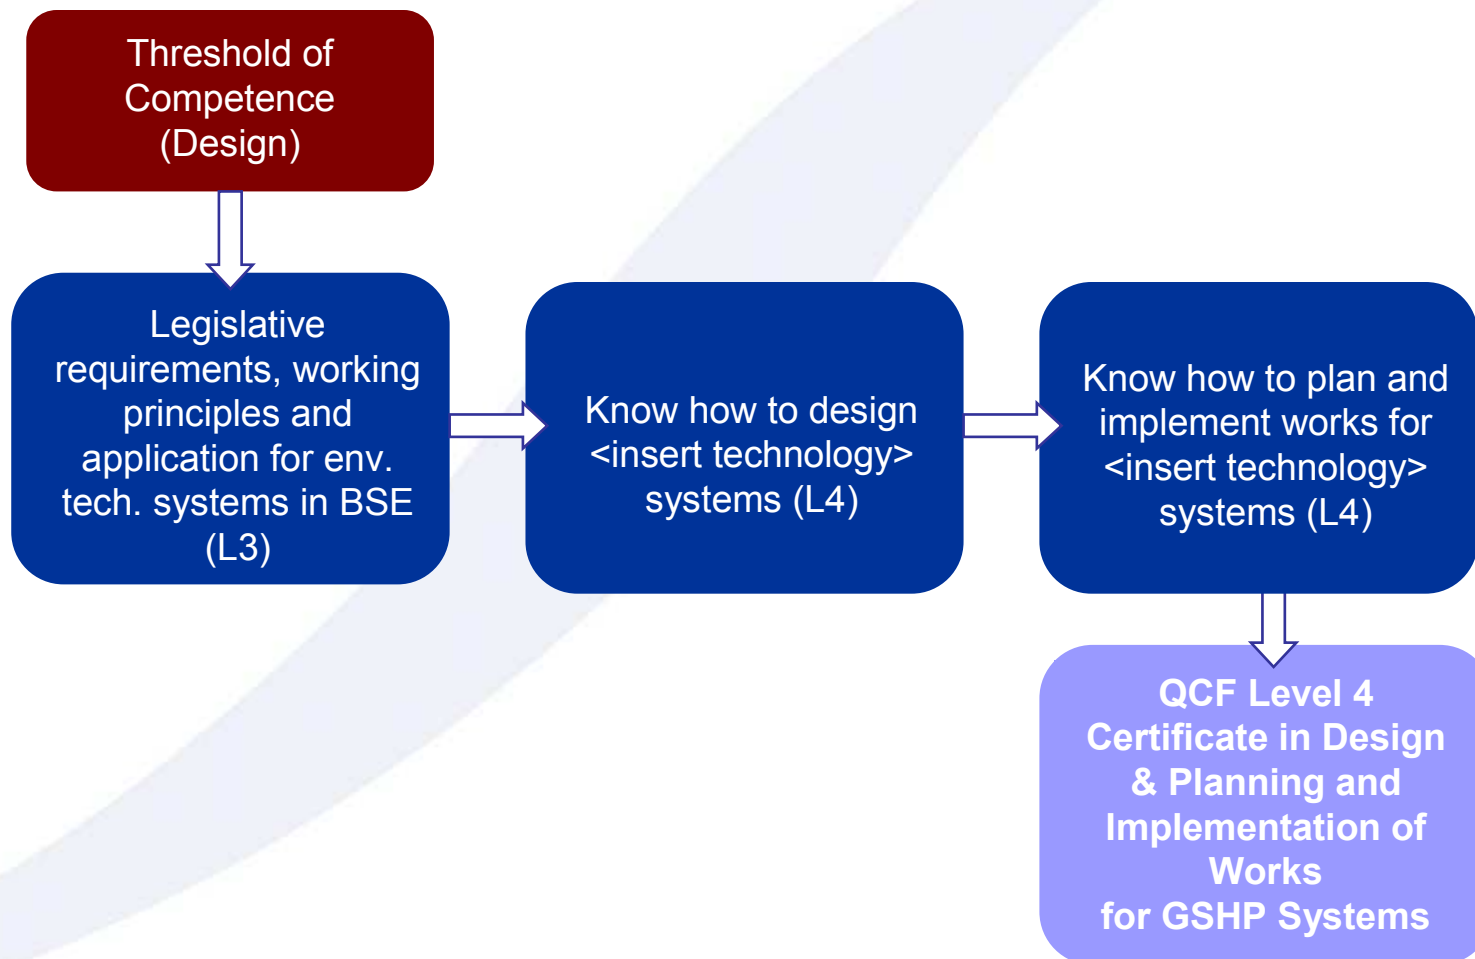 Threshold of
Competence
(Design)
Legislative
requirements, working
principles and
application for env.
tech. systems in BSE
(L3)
Know how to design
<insert technology>
systems (L4)
Know how to plan and
implement works for
<insert technology>
systems (L4)
QCF Level 4
Certificate in Design
& Planning and
Implementation of
Works
for GSHP Systems